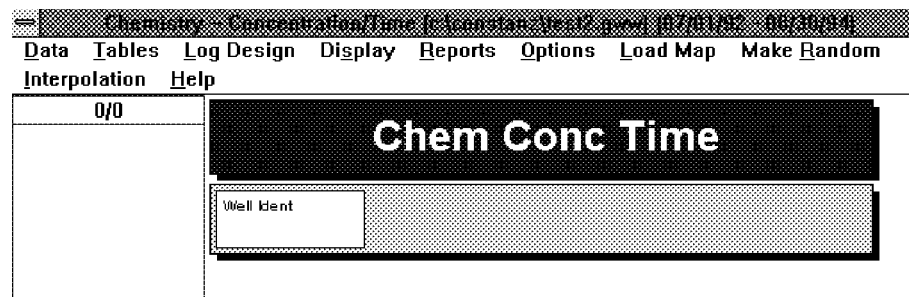 Chemistry - Concentration/Time [c:\constanz\test2.gww] [07/01/92 - 06/30/94]
Data Tables Log Design Display Reports Options Load Map Make Random
Interpolation Help
0/0
Chem Conc Time
Well Ident